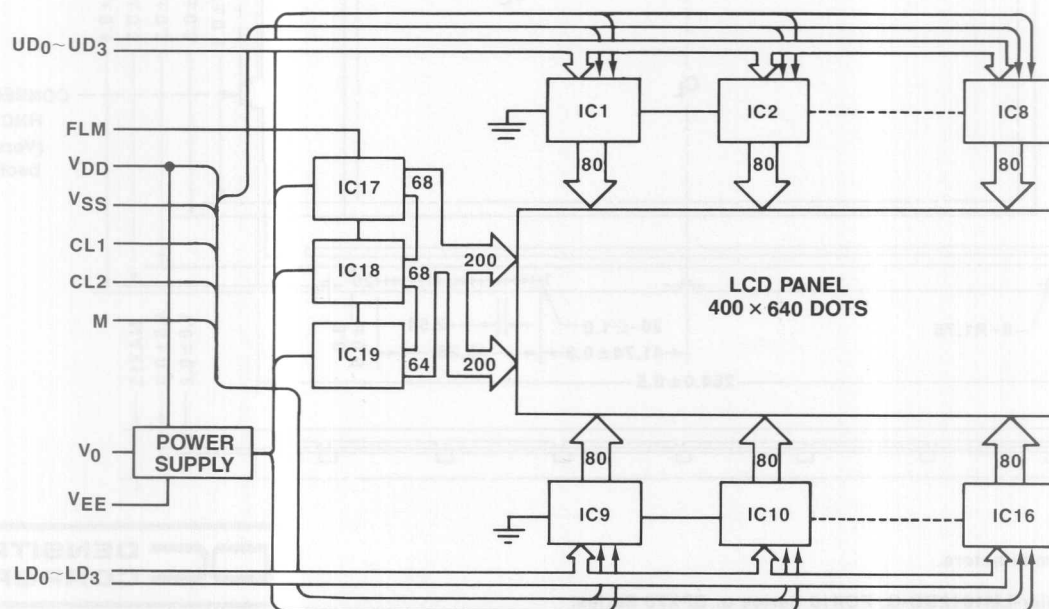 UD0~UD3
FLM
VDD
VSS
CL1
CL2
M
V0
VEE
LD0~LD3
POWER
SUPPLY
IC17
IC18
IC19
68
68
64
200
200
IC1
IC2
IC8
80
80
80
LCD PANEL
400 × 640 DOTS
80
80
80
IC9
IC10
IC16